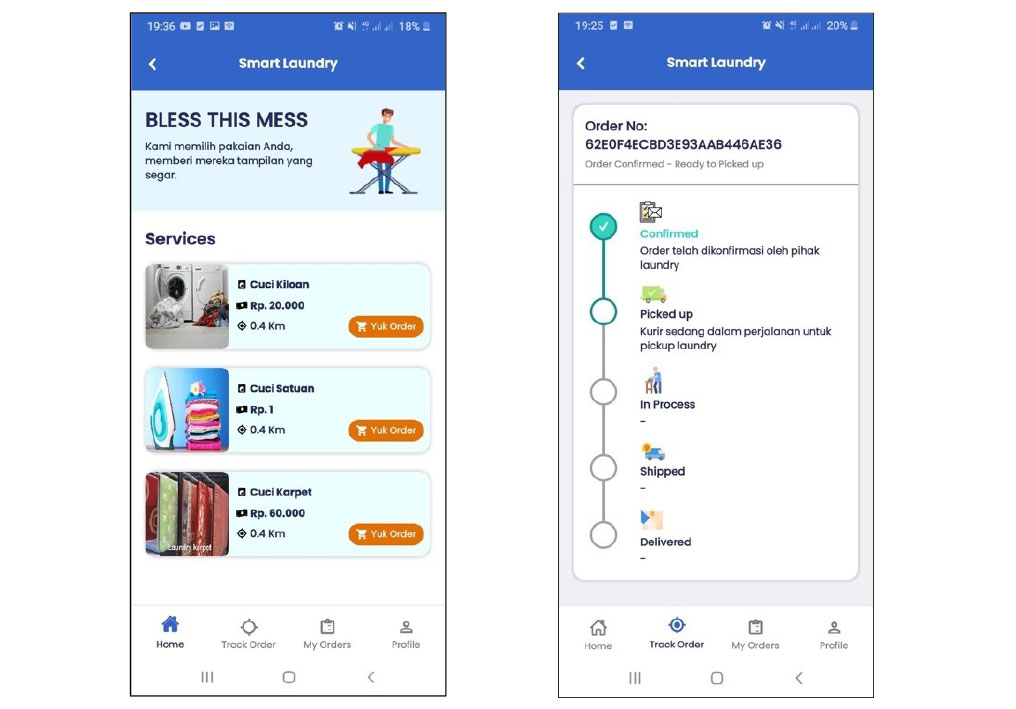 19:36
18%
Smart Laundry
BLESS THIS MESS
Kami memilih pakaian Anda,
memberi mereka tampilan yang
segar.
Services
Cuci Kiloan
Rp. 20.000
0.4 Km
Yuk Order
Cuci Satuan
Rp. 1
0.4 Km
Yuk Order
Laundry karpet
Cuci Karpet
Rp. 60.000
0.4 Km
Yuk Order
Home
Track Order
My Orders
Profile
19:25
20%
Smart Laundry
Order No:
62E0F4ECBD3E93AAB446AE36
Order Confirmed - Ready to Picked up
Confirmed
Order telah dikonfirmasi oleh pihak
laundry
Picked up
Kurir sedang dalam perjalanan untuk
pickup laundry
In Process
-
Shipped
-
Delivered
-
Home
Track Order
My Orders
Profile